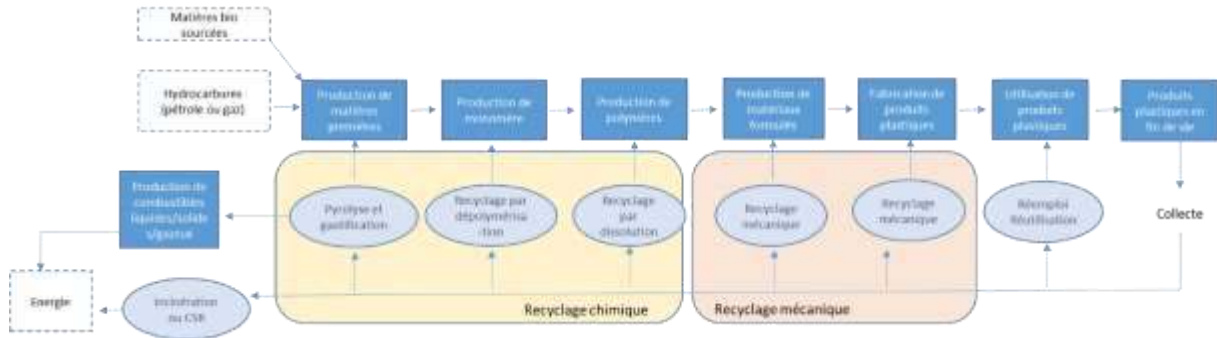 Matières bio
sourcées
Hydrocarbures
(pétrole ou gaz)
Production de
matières
premières
Production de
monomère
Production de
polymères
Production de
matériaux
formulés
Fabrication de
produits
plastiques
Utilisation de
produits
plastiques
Produits
plastiques en
fin de vie
Production de
combustibles
liquides/solide
s/gazeux
Pyrolyse et
gazéification
Recyclage par
dépolymérisa
-tion
Recyclage
par
dissolution
Recyclage
mécanique
Recyclage
mécanique
Réemploi
Réutilisation
Collecte
Energie
Incinération
ou CSR
Recyclage chimique
Recyclage mécanique